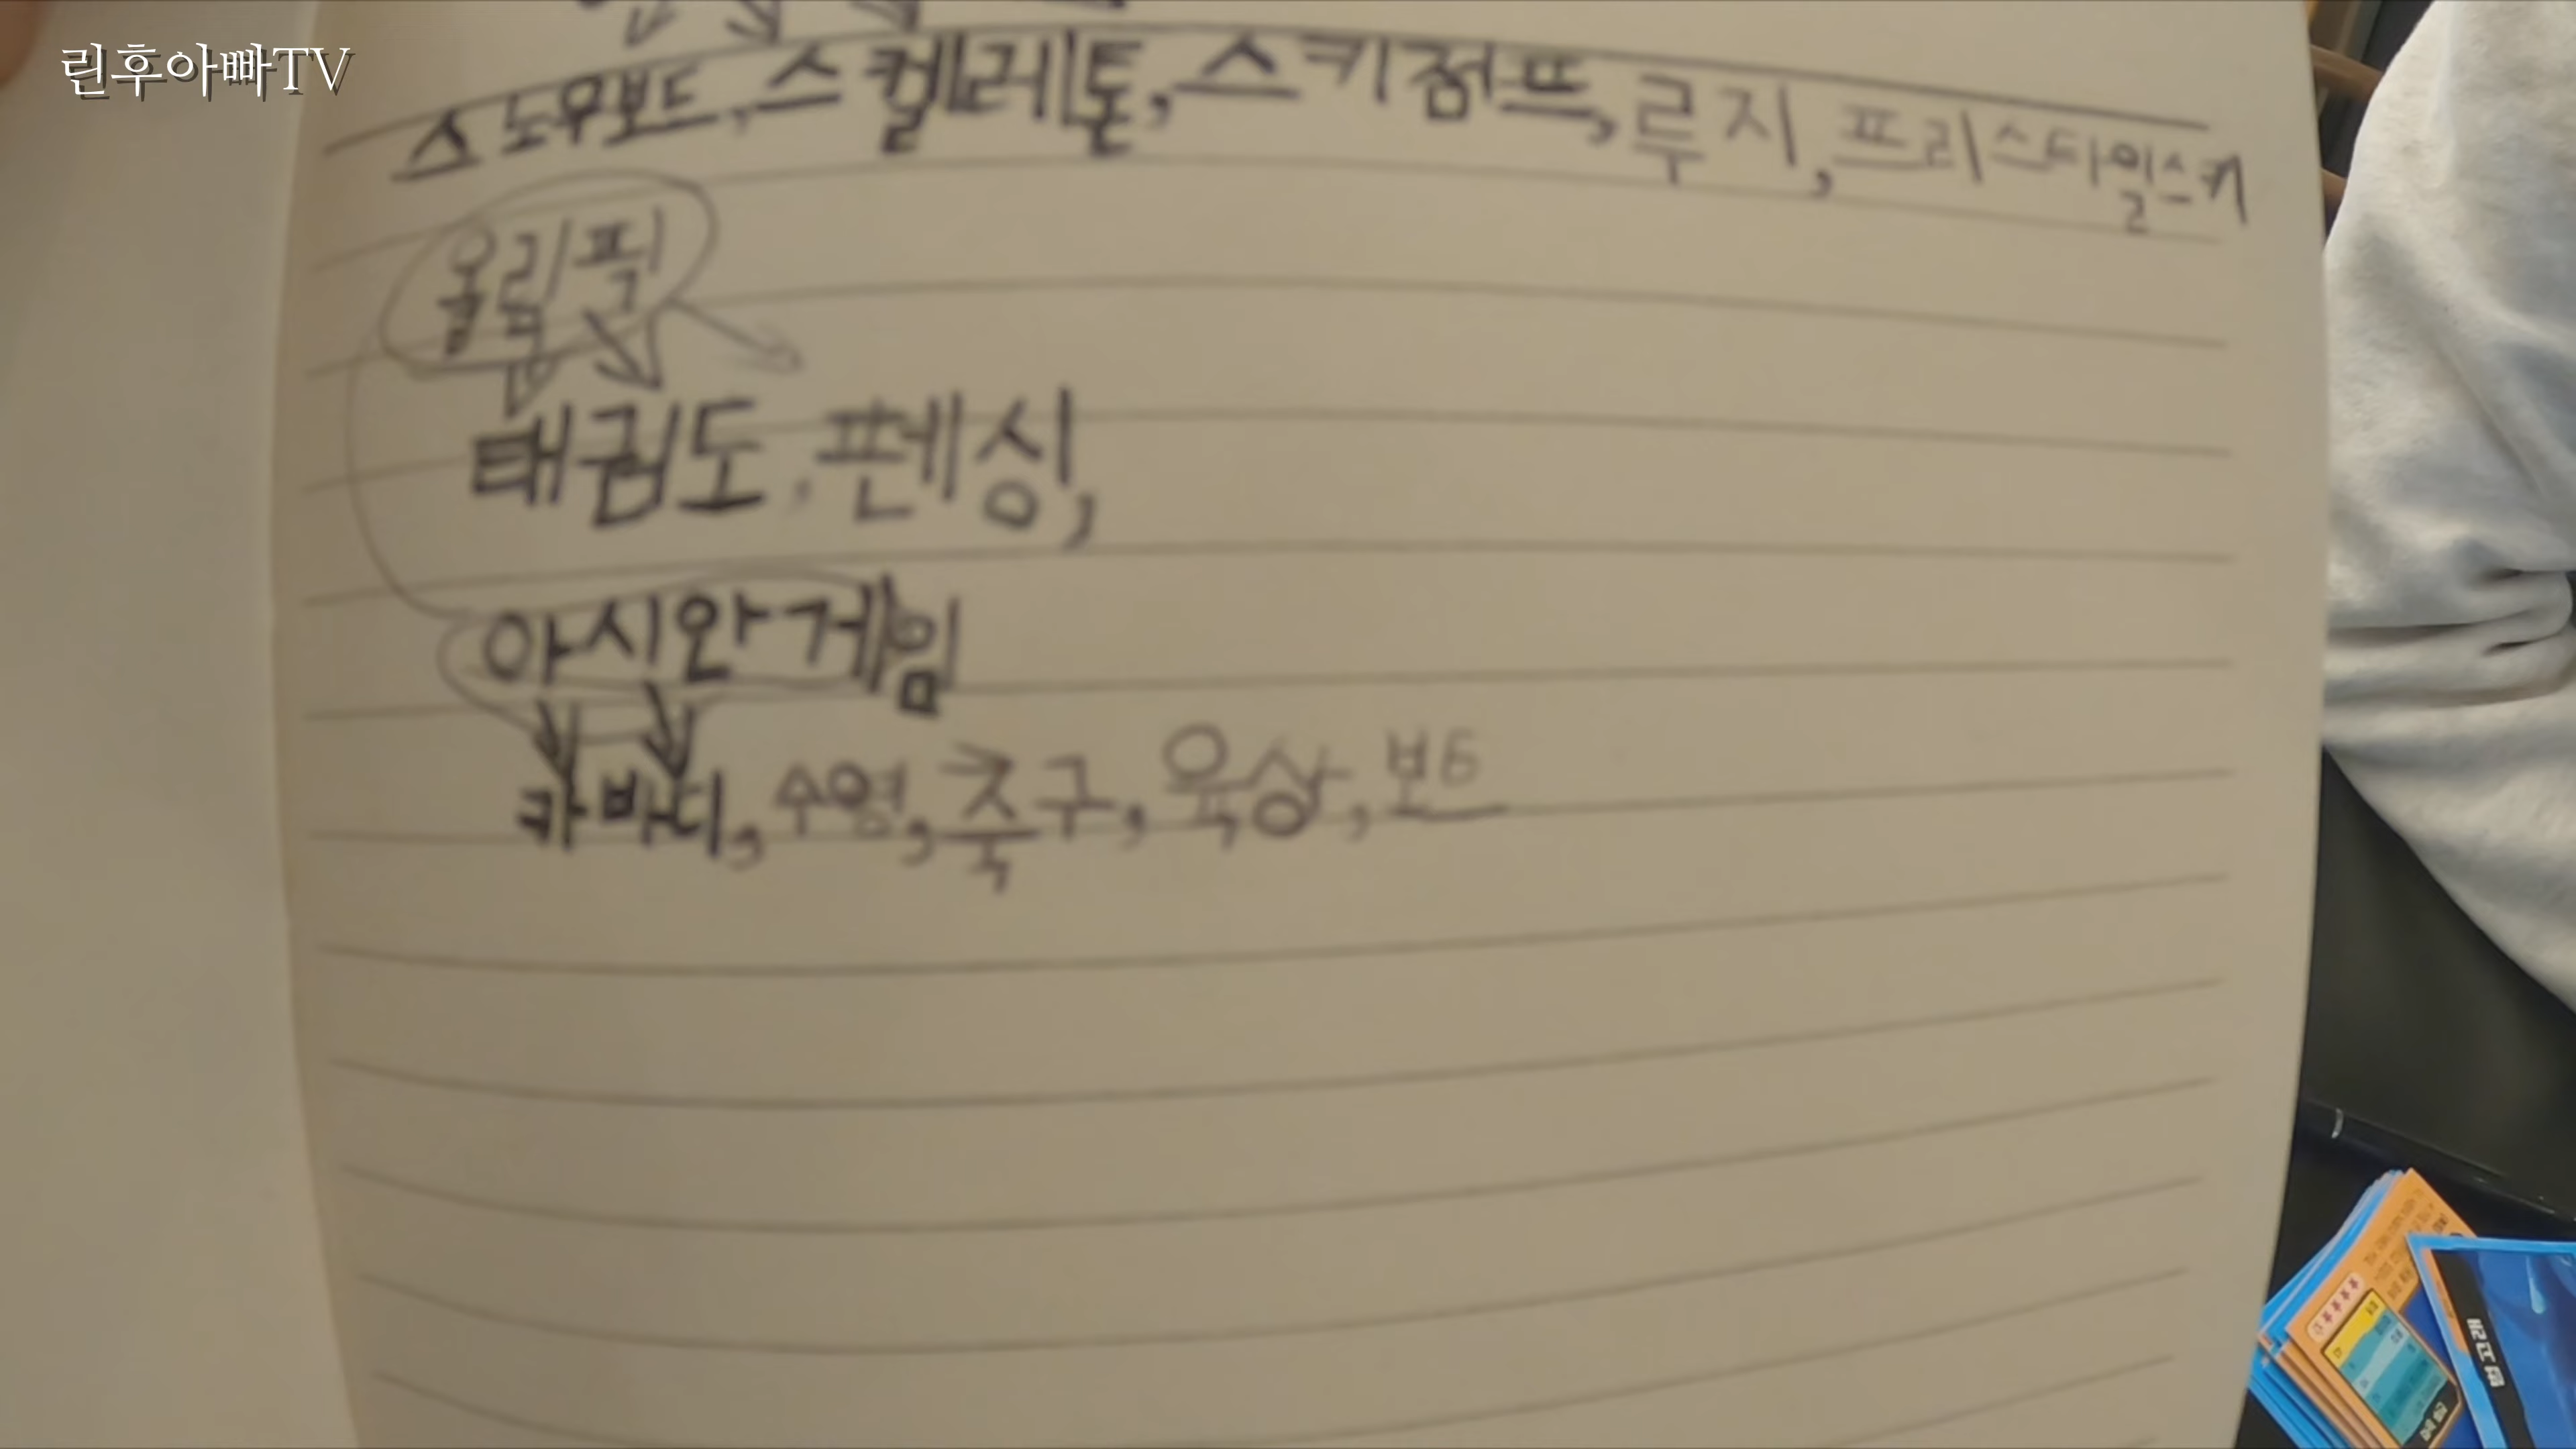 린후아빠TV
스노우보드, 스켈레톤, 스키점프, 루지, 프리스타일스키
올림픽
태권도, 펜싱,
아시안게임
카바디, 수영, 축구, 육상, 보트